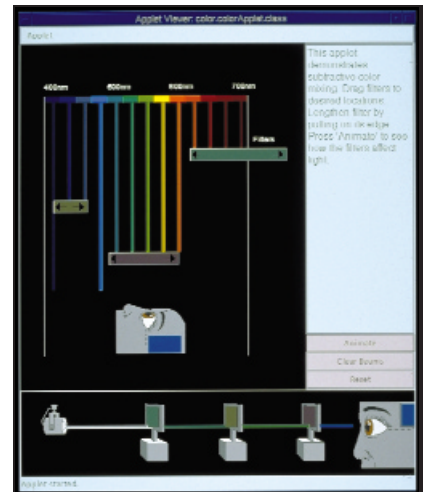 Applet Viewer: color.colorApplet.class
Applet
400nm 500nm 600nm 700nm
Filters
This applet
demonstrates
subtractive color
mixing. Drag filters to
desired locations.
Lengthen filter by
pulling on its edge.
Press 'Animate' to see
how the filters affect
light.
Animate
Clear Beams
Reset
Applet started.